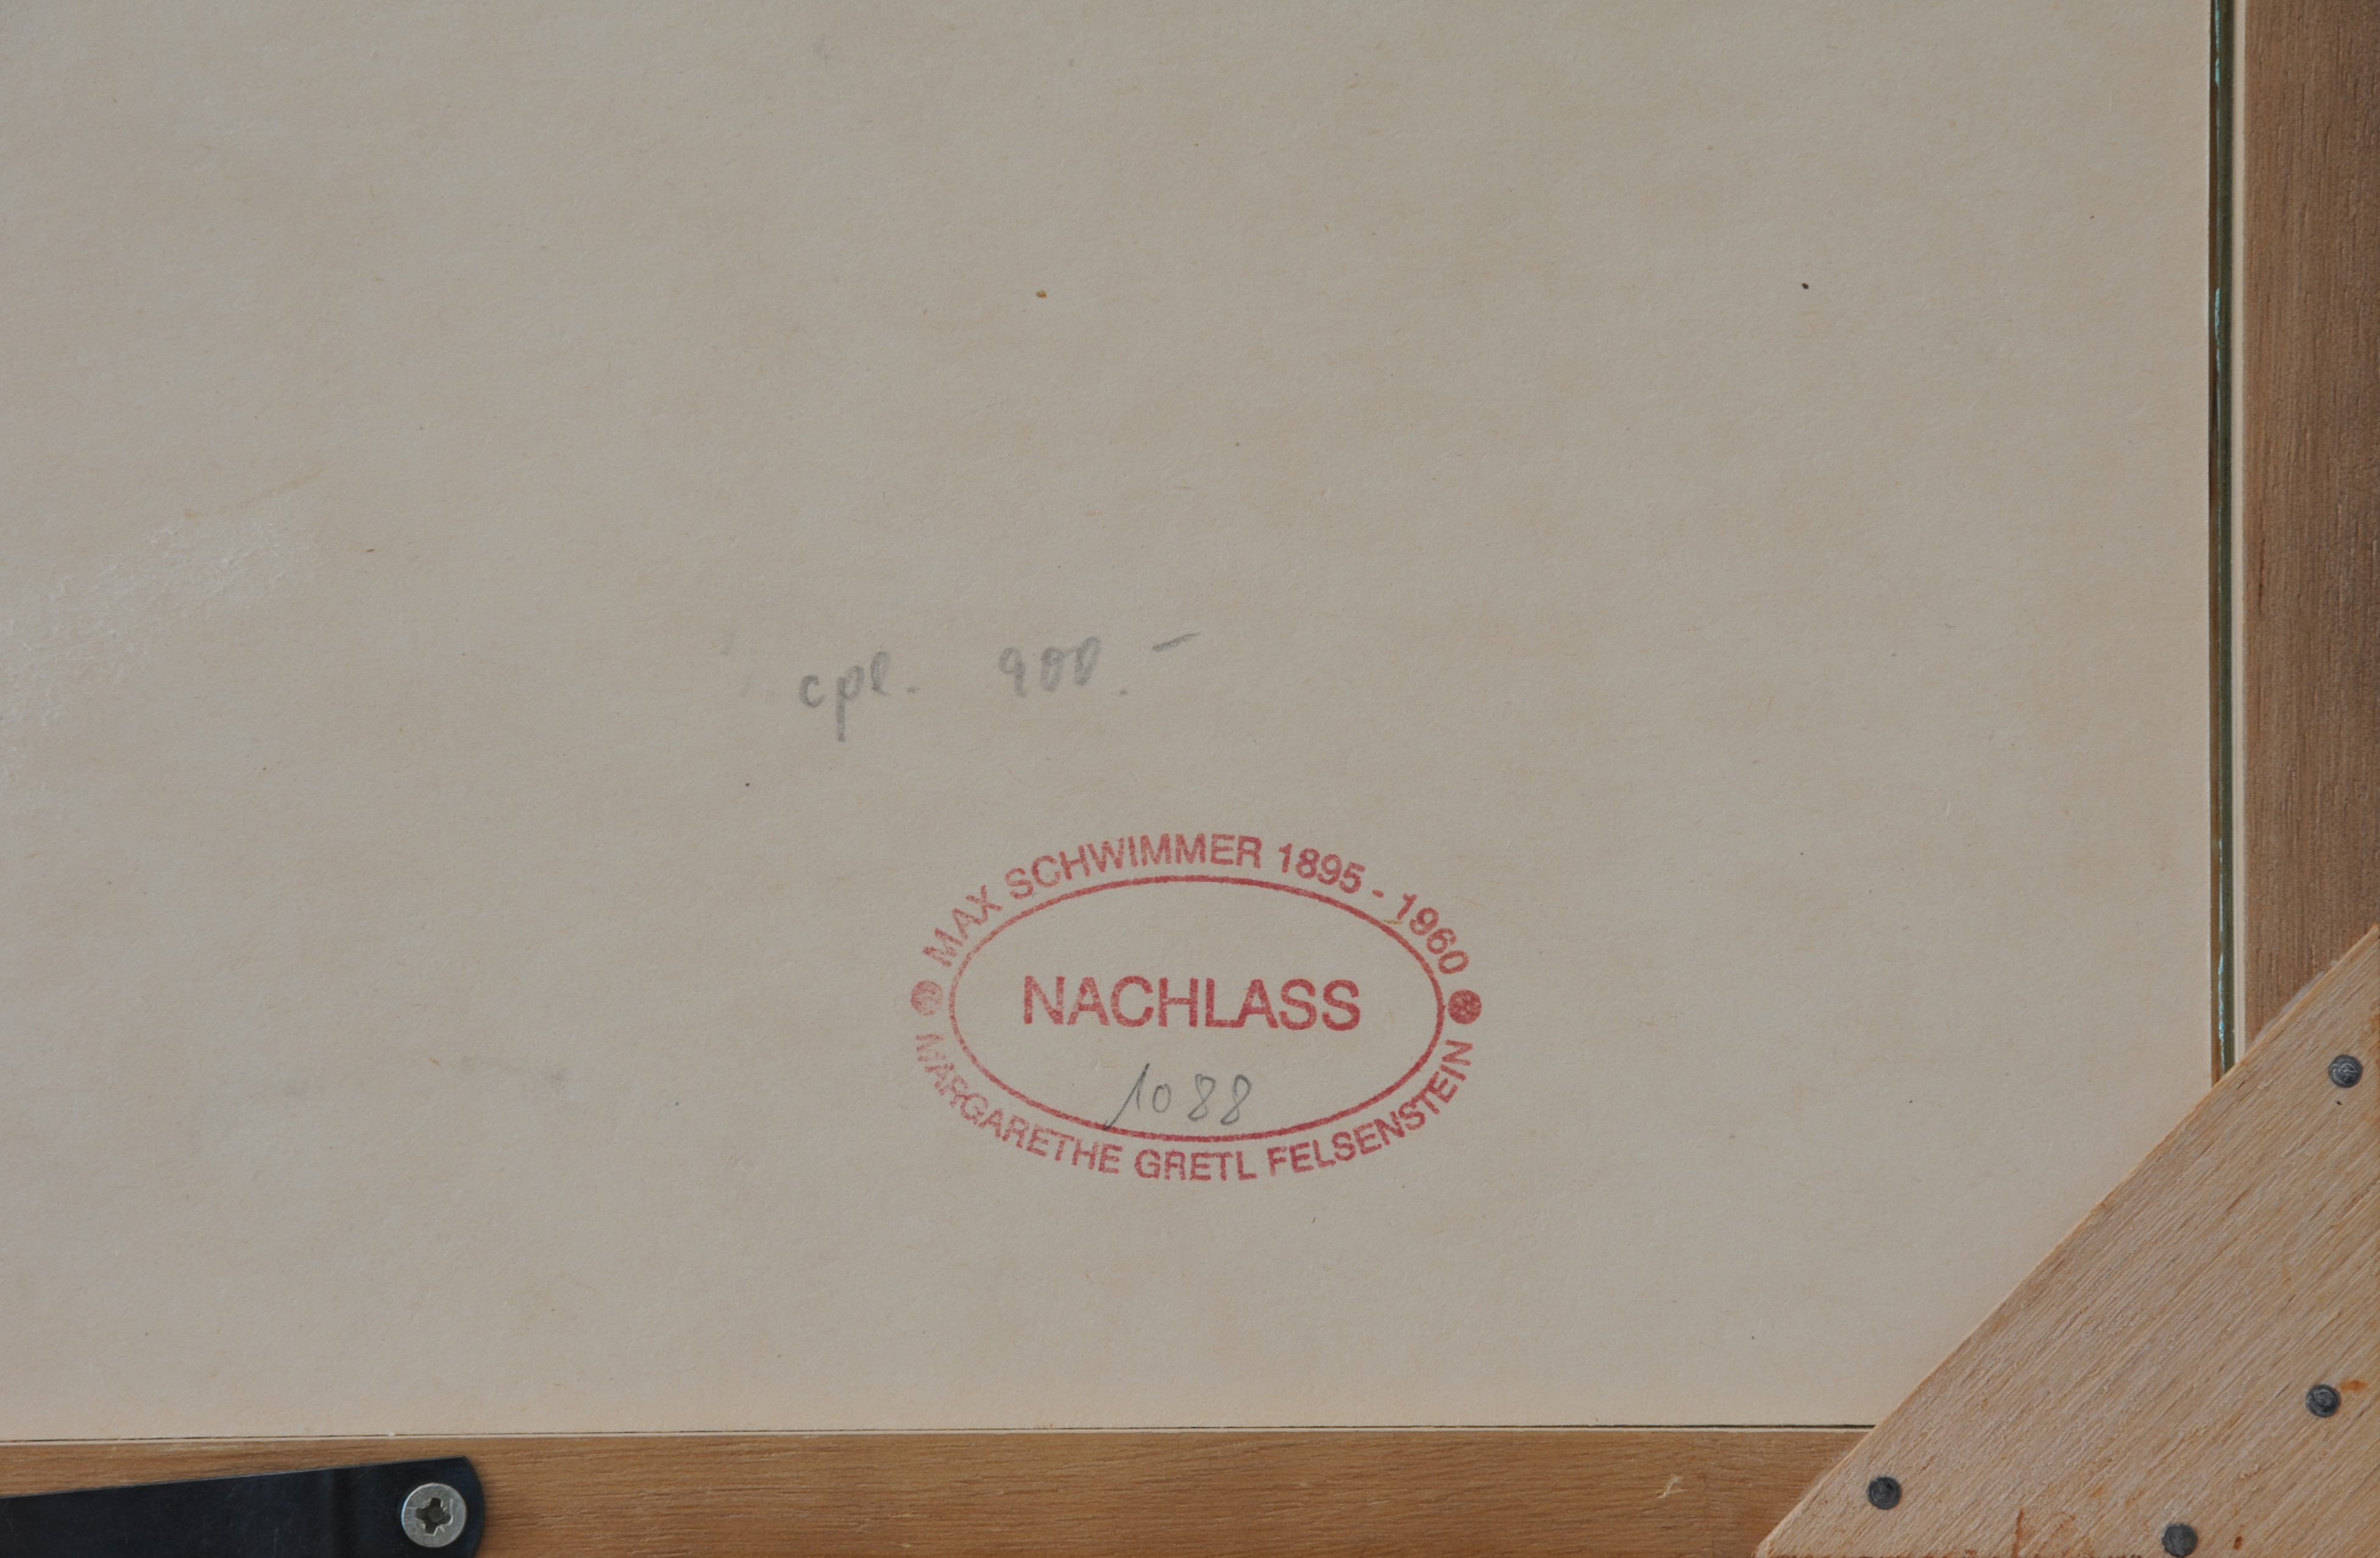 cpl. 900.-
MAX SCHWIMMER 1895 - 1960
NACHLASS
1088
MARGARETHE GRETL FELSENSTEIN